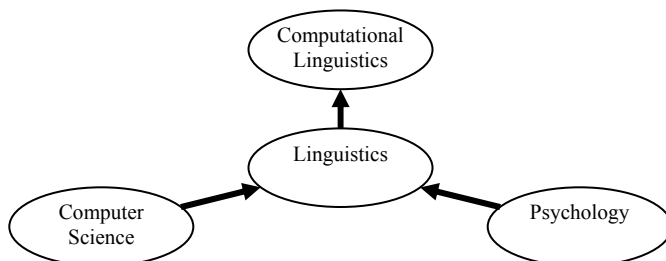 Computational
Linguistics
Linguistics
Computer
Science
Psychology